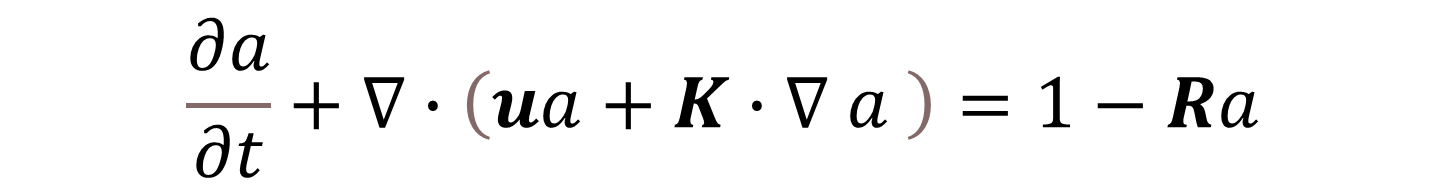 ∂a/∂t + ∇ · (𝒖a + 𝑲 · ∇ a) = 1 − 𝑹a